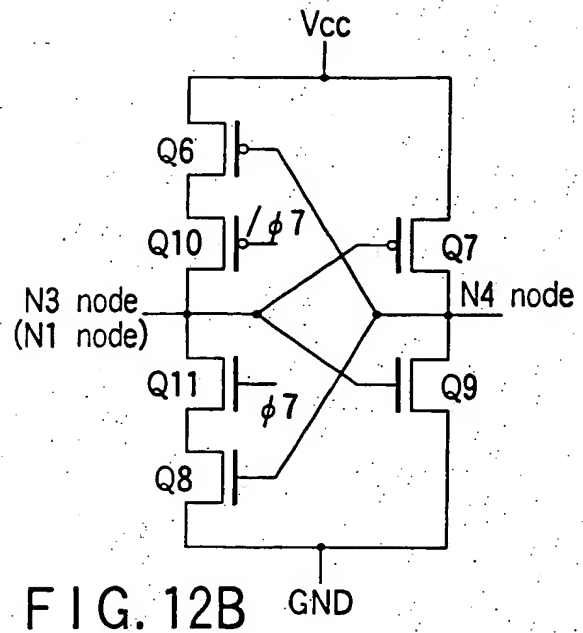 Vcc
Q6
/ϕ7
Q10
Q7
N3 node
(N1 node)
N4 node
Q11
ϕ7
Q9
Q8
GND
FIG. 12B